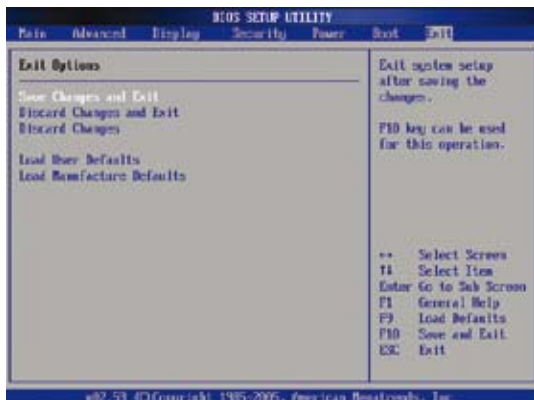 BIOS SETUP UTILITY
Main Advanced Display Security Power Boot Exit
Exit Options
Save Changes and Exit
Discard Changes and Exit
Discard Changes
Load User Defaults
Load Manufacture Defaults
Exit system setup
after saving the
changes.
F10 key can be used
for this operation.
↔ Select Screen
↑↓ Select Item
Enter Go to Sub Screen
F1 General Help
F9 Load Defaults
F10 Save and Exit
ESC Exit
v02.53 (C)Copyright 1985-2005, American Megatrends, Inc.